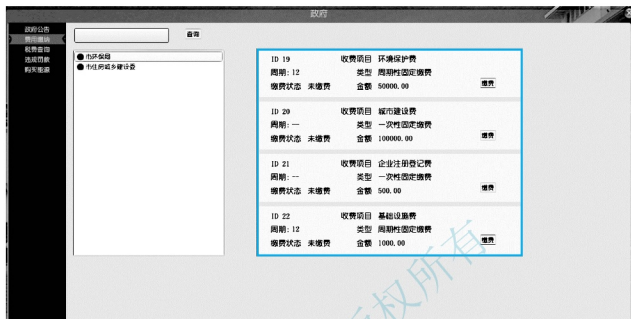 政府
政府公告
费用缴纳
税费查询
违规罚款
购买能源
查询
市环保局
市住房城乡建设委
ID 19 收费项目 环境保护费
周期: 12 类型 周期性固定缴费
缴费状态 未缴费 金额 50000.00 缴费
ID 20 收费项目 城市建设费
周期: -- 类型 一次性固定缴费
缴费状态 未缴费 金额 100000.00 缴费
ID 21 收费项目 企业注册登记费
周期: -- 类型 一次性固定缴费
缴费状态 未缴费 金额 500.00 缴费
ID 22 收费项目 基础设施费
周期: 12 类型 周期性固定缴费
缴费状态 未缴费 金额 1000.00 缴费
版权所有